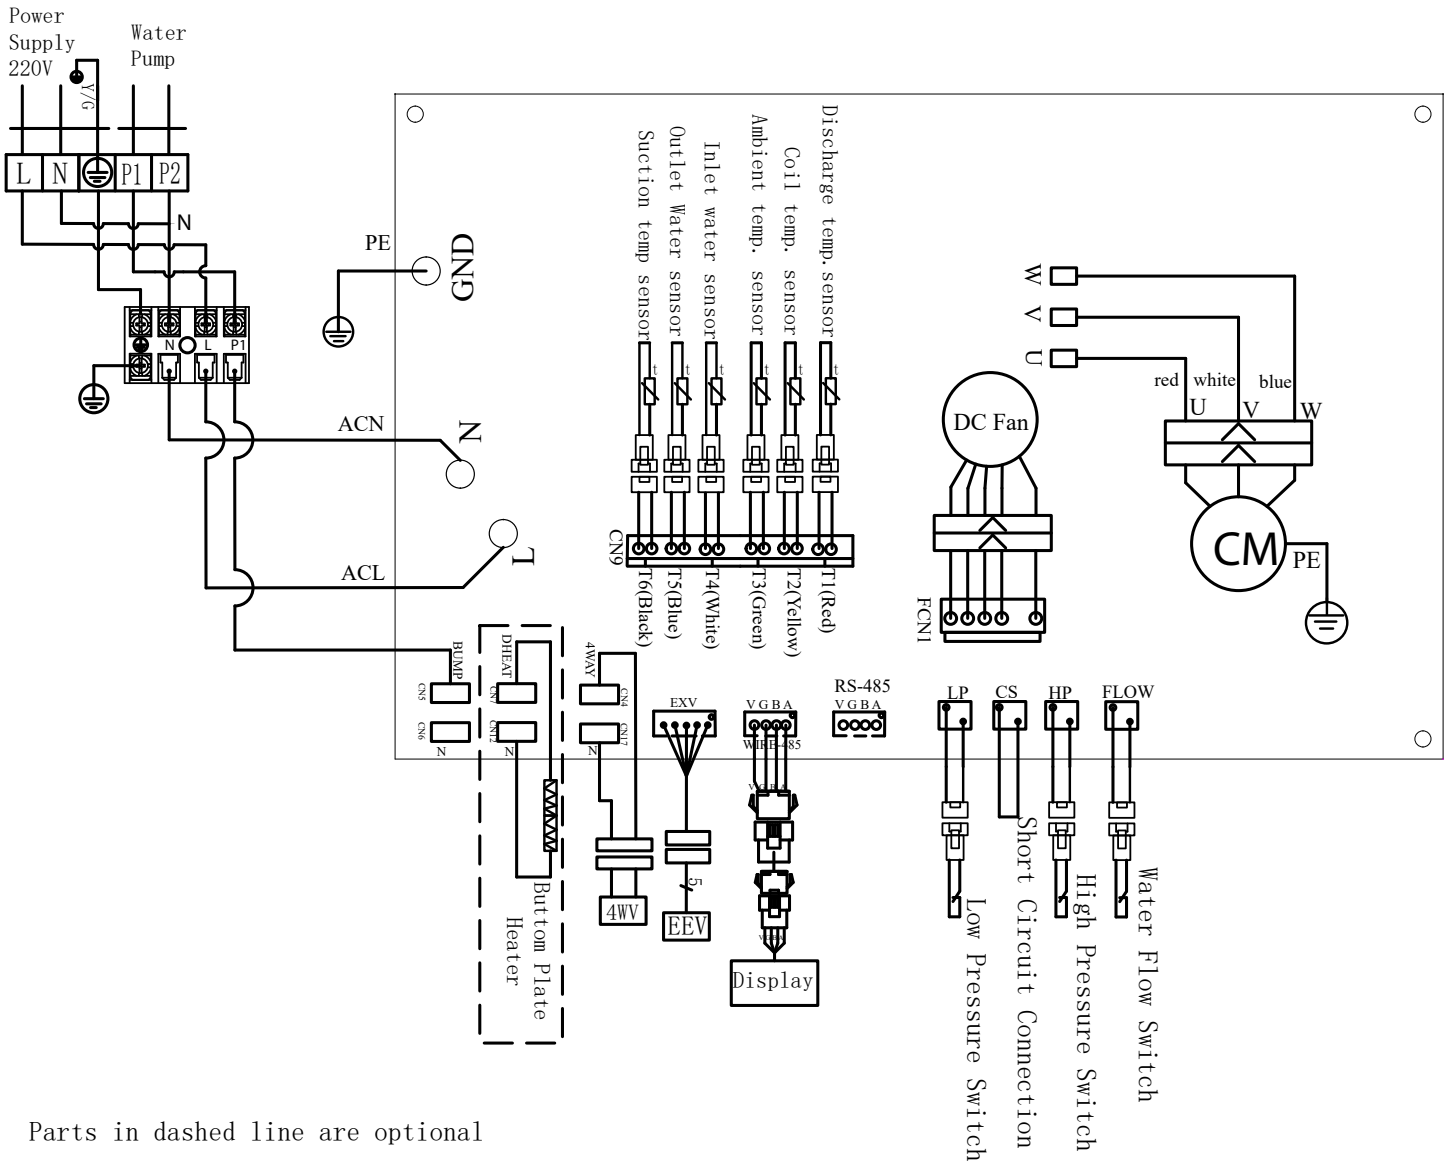 Power
Supply
220V
Water
Pump
Y/G
L
N
P1
P2
N
PE
GND
N
L
P1
ACN
N
ACL
L
Suction temp sensor
Outlet Water sensor
Inlet water sensor
Ambient temp. sensor
Coil temp. sensor
Discharge temp.sensor
t
t
t
t
t
t
CN9
T6(Black)
T5(Blue)
T4(White)
T3(Green)
T2(Yellow)
T1(Red)
DC Fan
FCN1
W
V
U
red
white
blue
U
V
W
CM
PE
BUMP
CN5
CN6
N
DHEAT
CN7
CN12
N
Buttom Plate
Heater
4WAY
CN4
CN17
N
4WV
EXV
5
EEV
V G B A
WIRE-485
V G B A
V G B A
Display
RS-485
V G B A
LP
CS
HP
FLOW
Low Pressure Switch
Short Circuit Connection
High Pressure Switch
Water Flow Switch
Parts in dashed line are optional